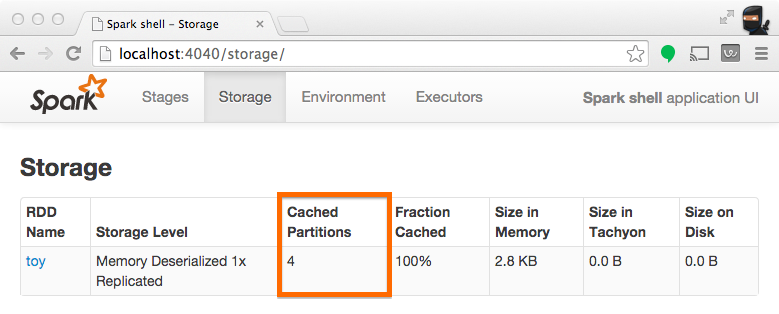 Spark shell – Storage
localhost:4040/storage/
Spark Stages Storage Environment Executors Spark shell application UI
Storage
RDD Name Storage Level Cached Partitions Fraction Cached Size in Memory Size in Tachyon Size on Disk
toy Memory Deserialized 1x Replicated 4 100% 2.8 KB 0.0 B 0.0 B